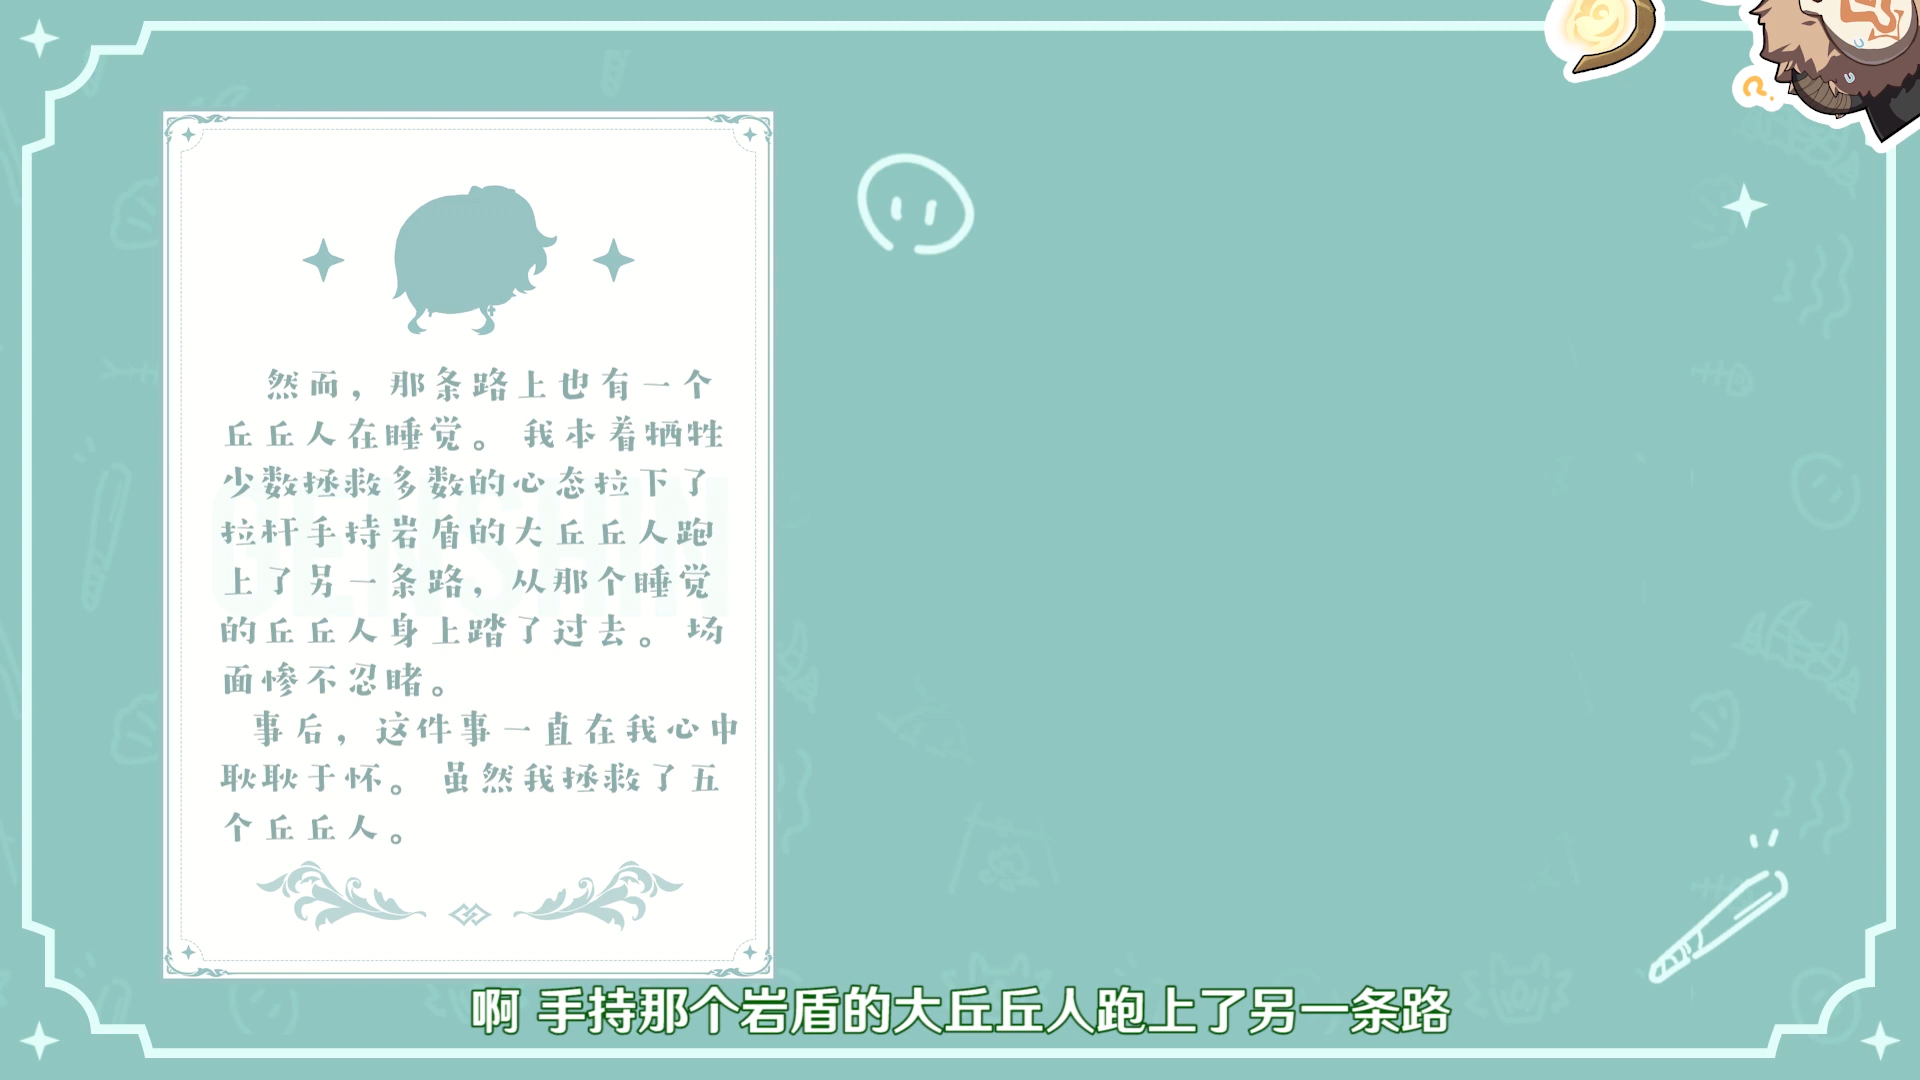 然而，那条路上也有一个
丘丘人在睡觉。我本着牺牲
少数拯救多数的心态拉下了
拉杆手持岩盾的大丘丘人跑
上了另一条路，从那个睡觉
的丘丘人身上踏了过去。场
面惨不忍睹。
事后，这件事一直在我心中
耿耿于怀。虽然我拯救了五
个丘丘人。
啊 手持那个岩盾的大丘丘人跑上了另一条路